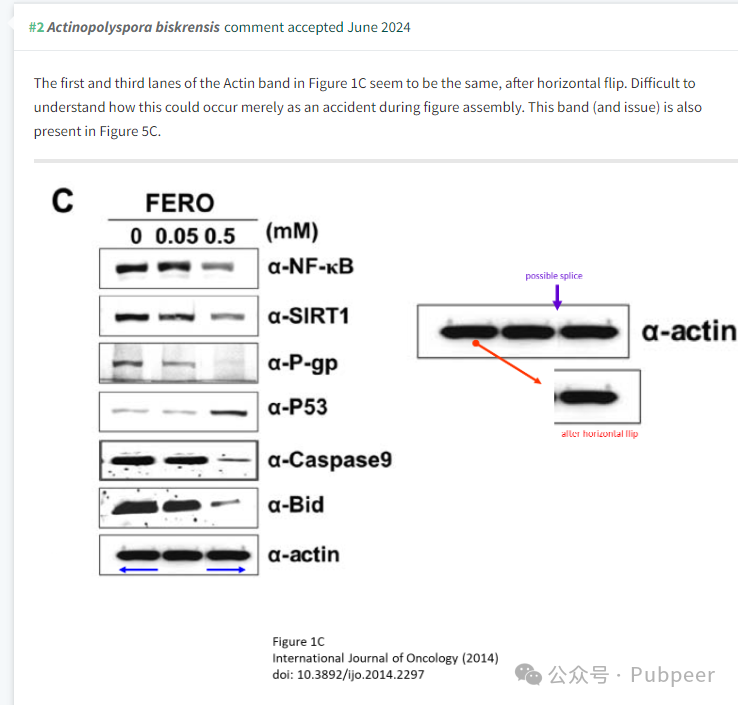 #2 Actinopolyspora biskrensis comment accepted June 2024
The first and third lanes of the Actin band in Figure 1C seem to be the same, after horizontal flip. Difficult to
understand how this could occur merely as an accident during figure assembly. This band (and issue) is also
present in Figure 5C.
C
FERO
0 0.05 0.5 (mM)
α-NF-κB
α-SIRT1
α-P-gp
α-P53
α-Caspase9
α-Bid
α-actin
possible splice
α-actin
after horizontal flip
Figure 1C
International Journal of Oncology (2014)
doi: 10.3892/ijo.2014.2297
公众号 · Pubpeer